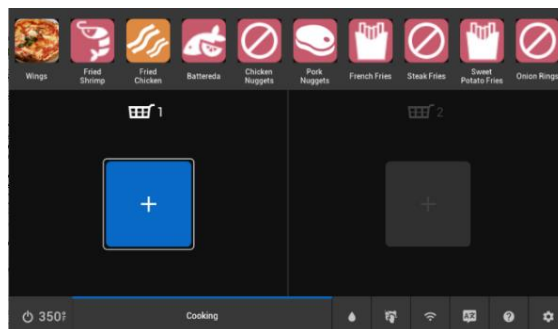 Wings
Fried
Shrimp
Fried
Chicken
Battereda
Chicken
Nuggets
Pork
Nuggets
French Fries
Steak Fries
Sweet
Potato Fries
Onion Rings
1
2
350°F
Cooking